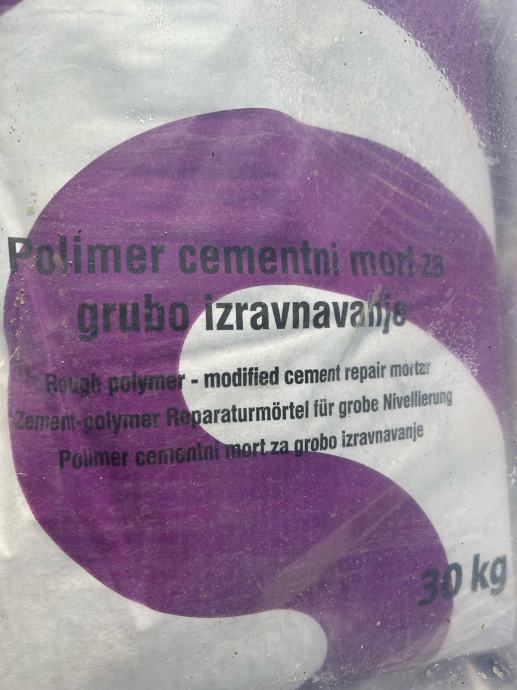 Polimer cementni mort za
grubo izravnavanje
Rough polymer - modified cement repair mortar
Zement-polymer Reparaturmörtel für grobe Nivellierung
Polimer cementni mort za grobo izravnavanje
30 kg